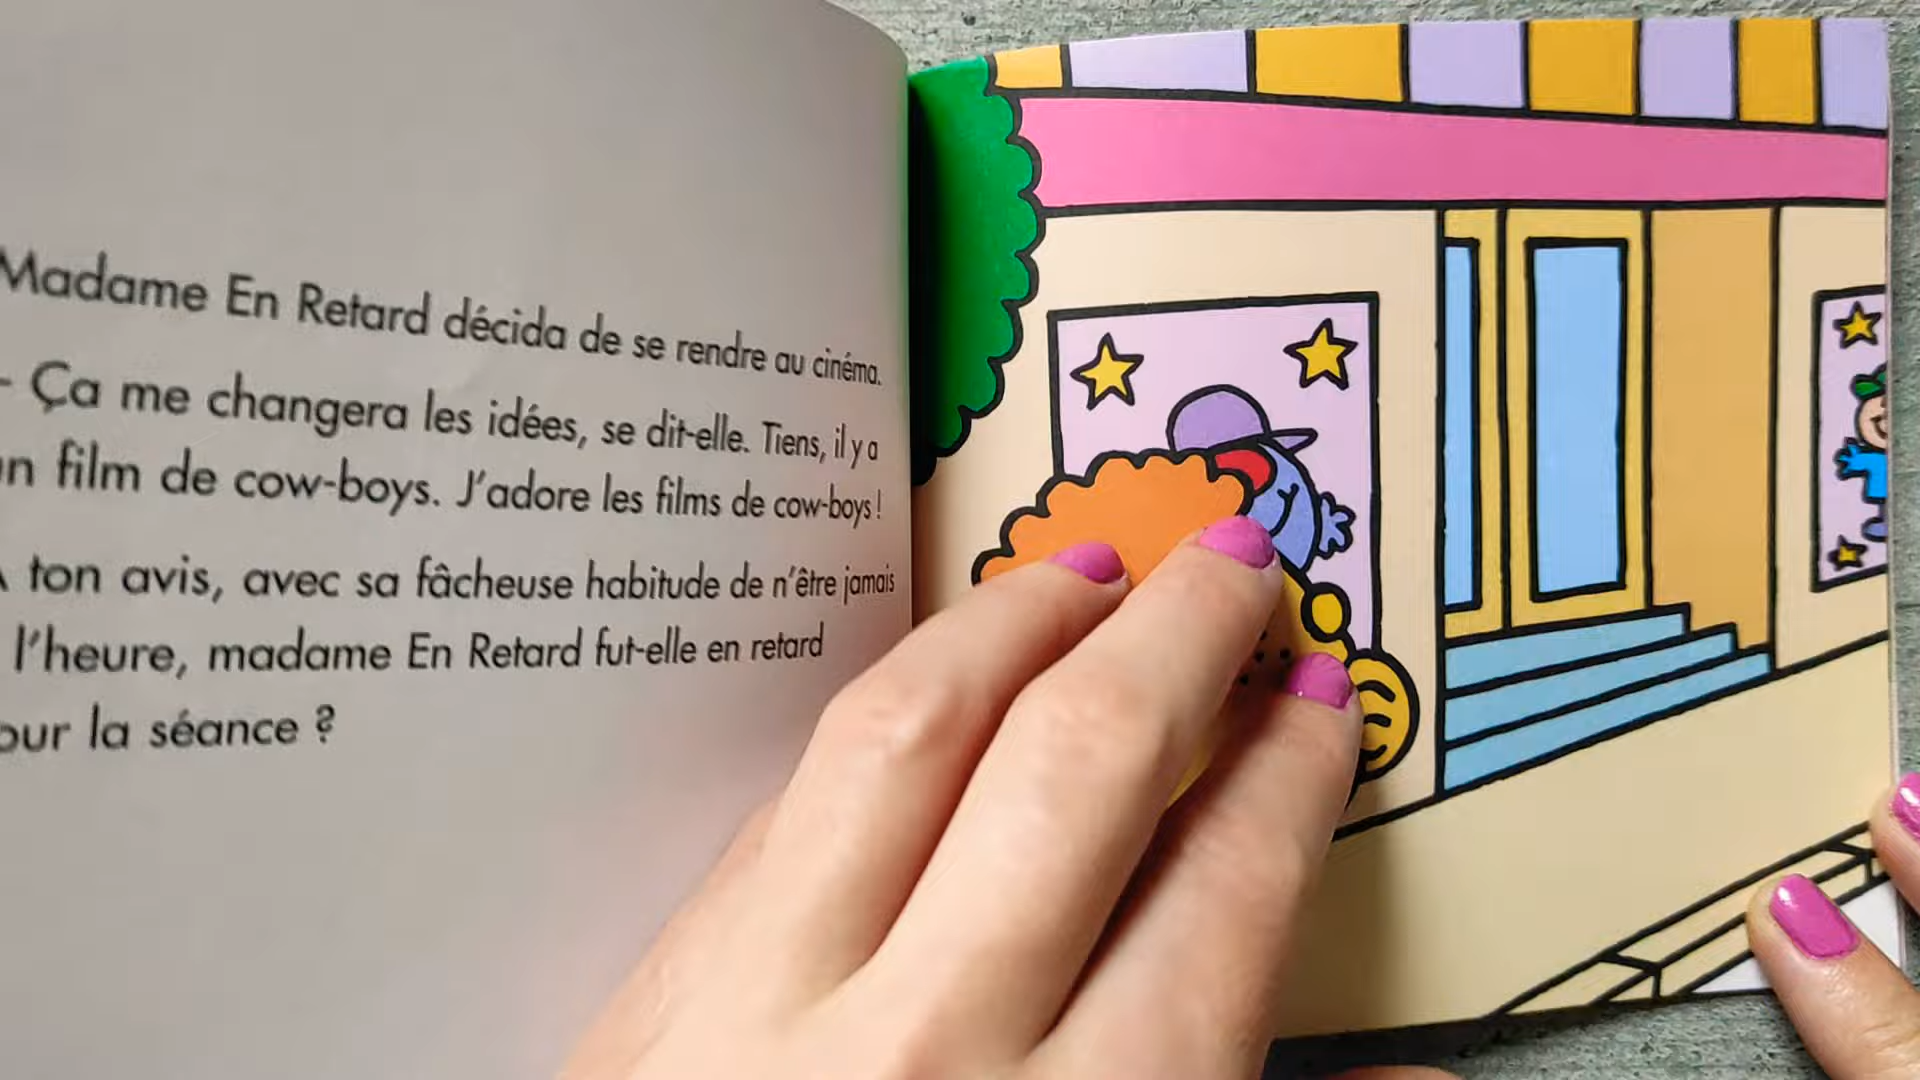 Madame En Retard décida de se rendre au cinéma.
- Ça me changera les idées, se dit-elle. Tiens, il y a
film de cow-boys. J'adore les films de cow-boys !
ton avis, avec sa fâcheuse habitude de n'être jamais
l'heure, madame En Retard fut-elle en retard
la séance ?